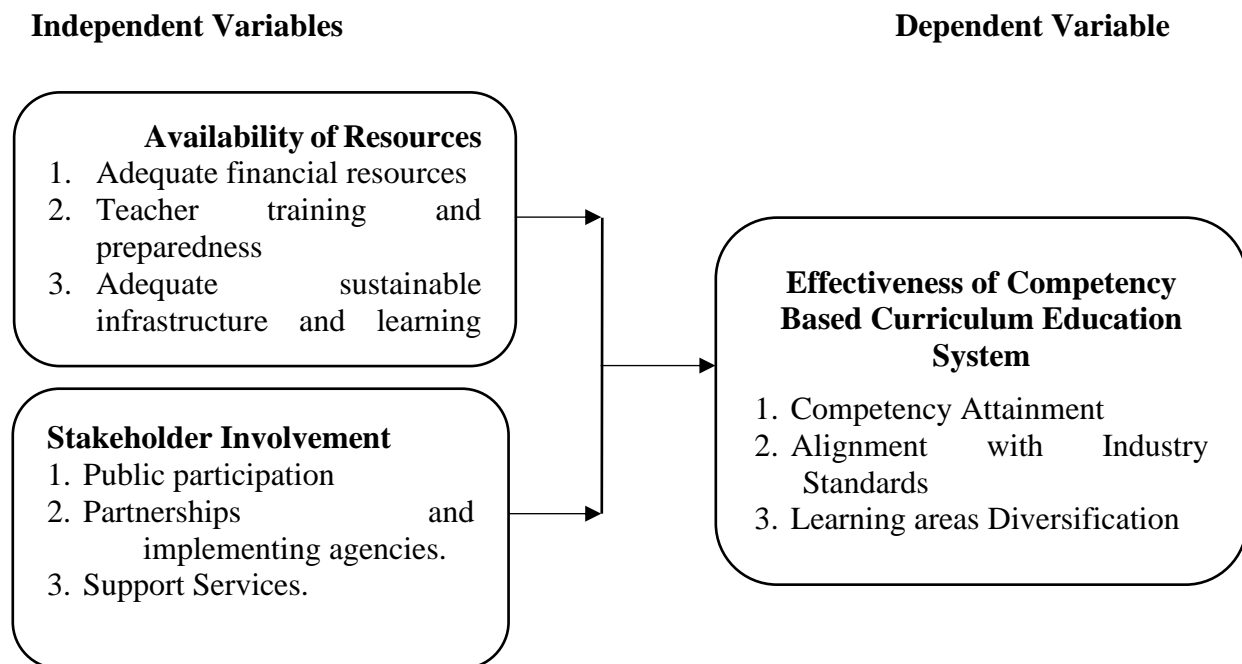 Independent Variables
Dependent Variable
Availability of Resources
1. Adequate financial resources
2. Teacher training and
preparedness
3. Adequate sustainable
infrastructure and learning
Stakeholder Involvement
1. Public participation
2. Partnerships and
implementing agencies.
3. Support Services.
Effectiveness of Competency
Based Curriculum Education
System
1. Competency Attainment
2. Alignment with Industry
Standards
3. Learning areas Diversification